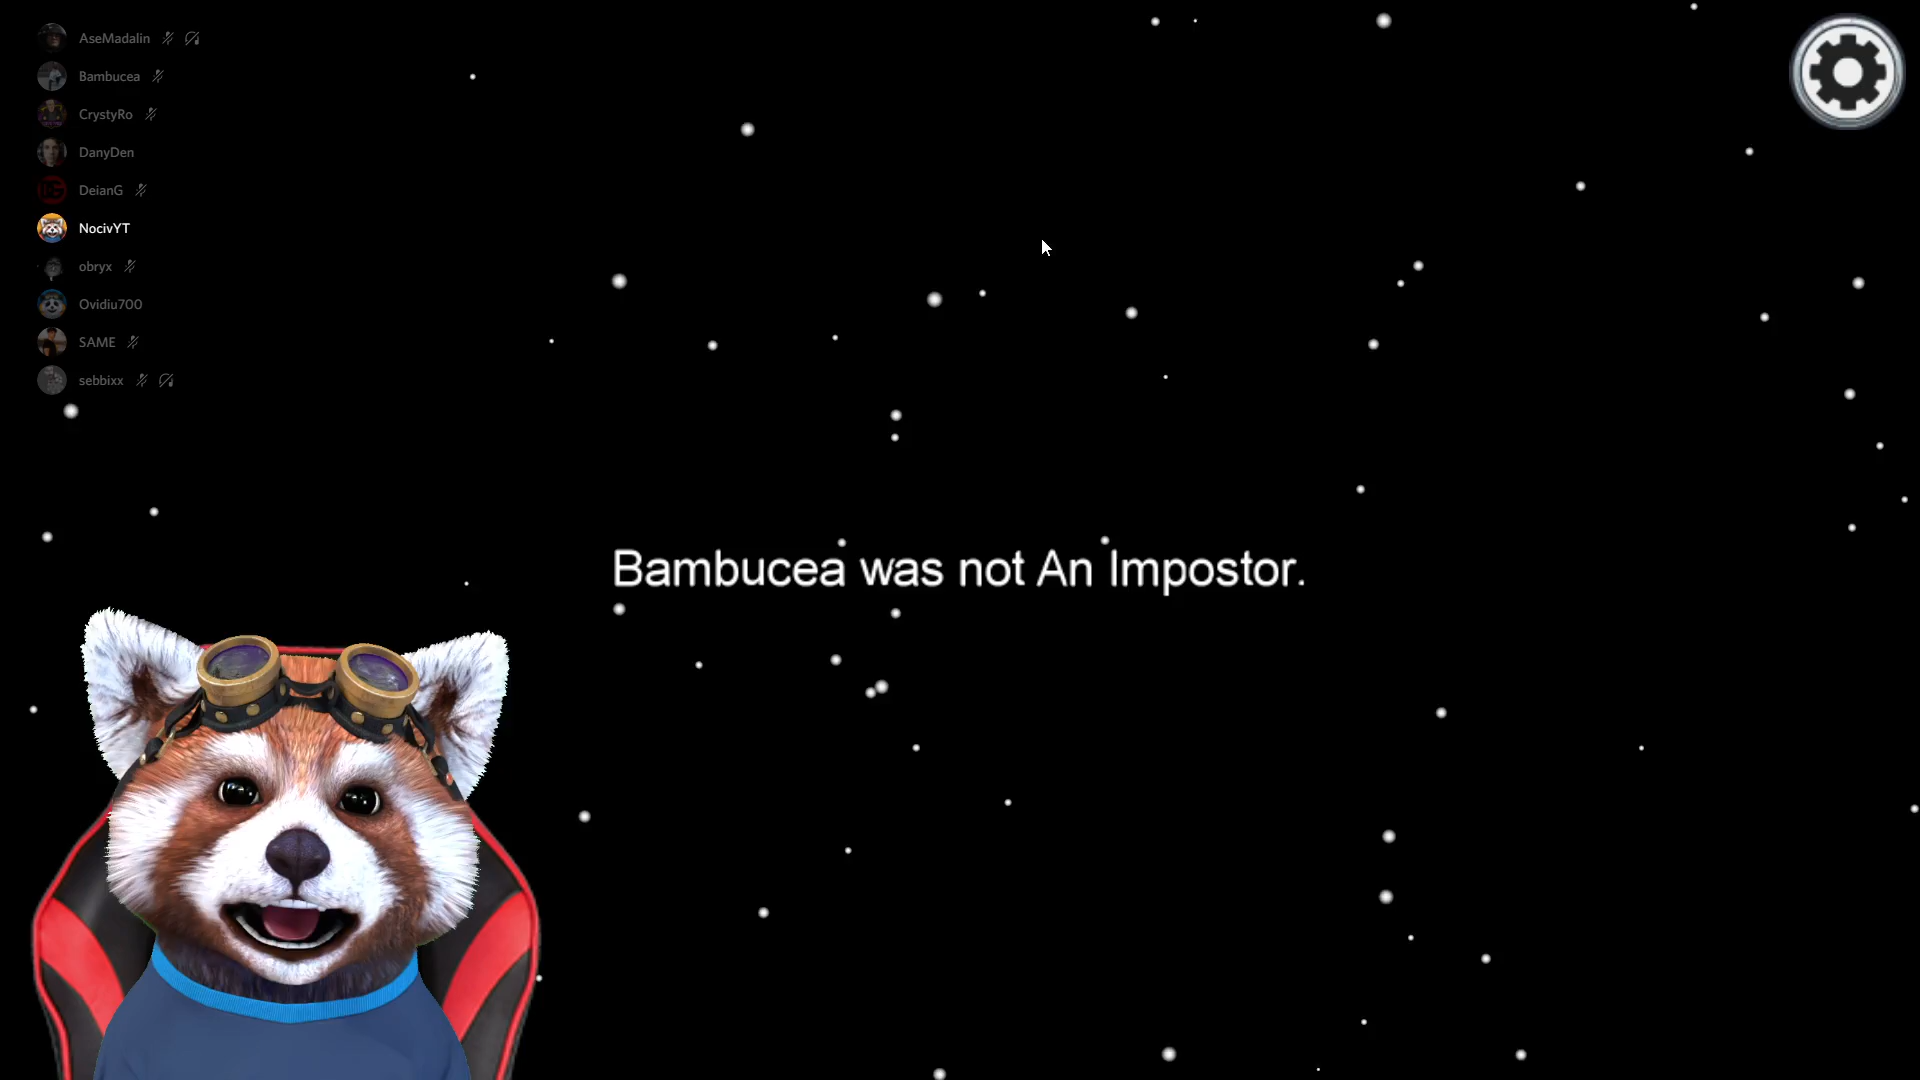 AseMadalin
Bambucea
CrystyRo
DanyDen
DeianG
NocivYT
obryx
Ovidiu700
SAME
sebbixx
Bambucea was not An Impostor.